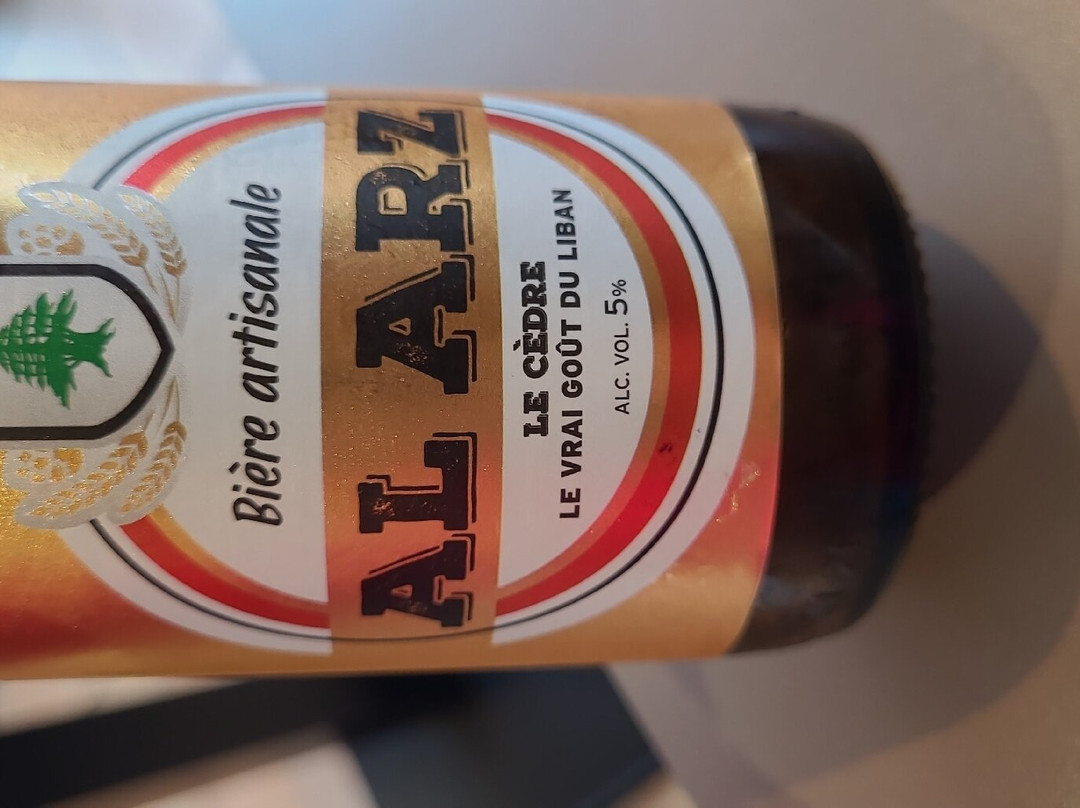 Bière artisanale
AL ARZ
LE CÈDRE
LE VRAI GOÛT DU LIBAN
ALC. VOL. 5%